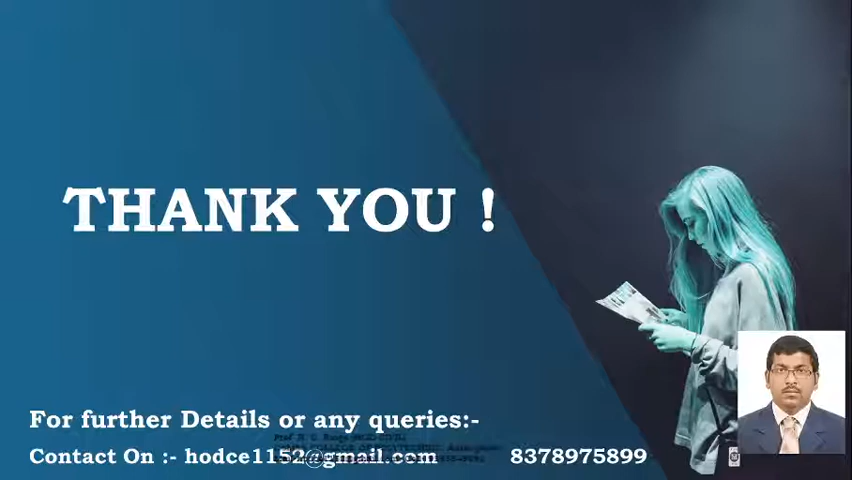 THANK YOU !
For further Details or any queries:-
Contact On :- hodce1152@gmail.com 8378975899